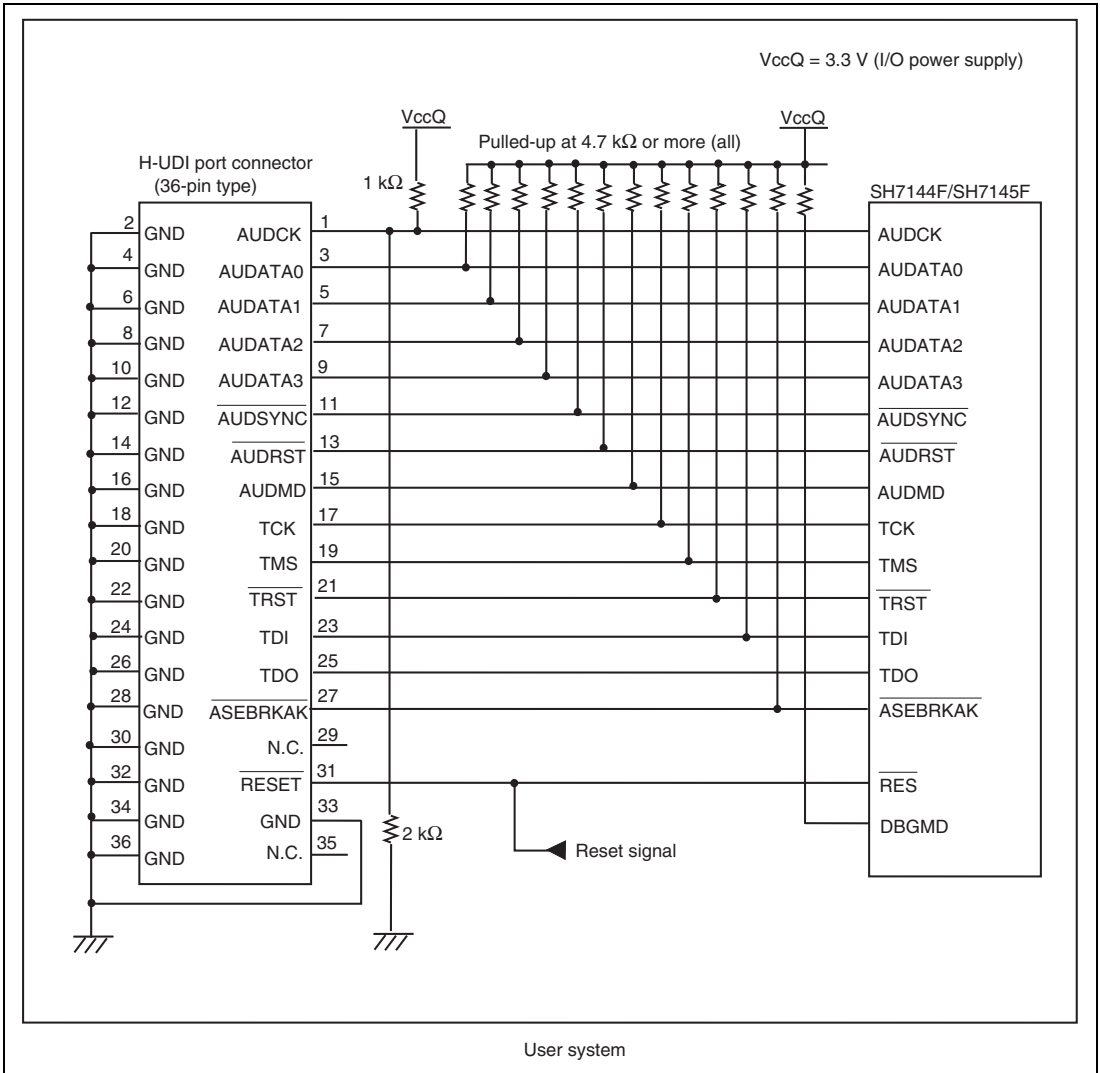 VccQ = 3.3 V (I/O power supply)
VccQ
VccQ
Pulled-up at 4.7 kΩ or more (all)
H-UDI port connector
(36-pin type)
1 kΩ
SH7144F/SH7145F
2 GND AUDCK 1 AUDCK
4 GND AUDATA0 3 AUDATA0
6 GND AUDATA1 5 AUDATA1
8 GND AUDATA2 7 AUDATA2
10 GND AUDATA3 9 AUDATA3
12 GND AUDSYNC 11 AUDSYNC
14 GND AUDRST 13 AUDRST
16 GND AUDMD 15 AUDMD
18 GND TCK 17 TCK
20 GND TMS 19 TMS
22 GND TRST 21 TRST
24 GND TDI 23 TDI
26 GND TDO 25 TDO
28 GND ASEBRKAK 27 ASEBRKAK
30 GND N.C. 29
32 GND RESET 31 RES
34 GND GND 33 DBGMD
36 GND N.C. 35
2 kΩ
Reset signal
User system